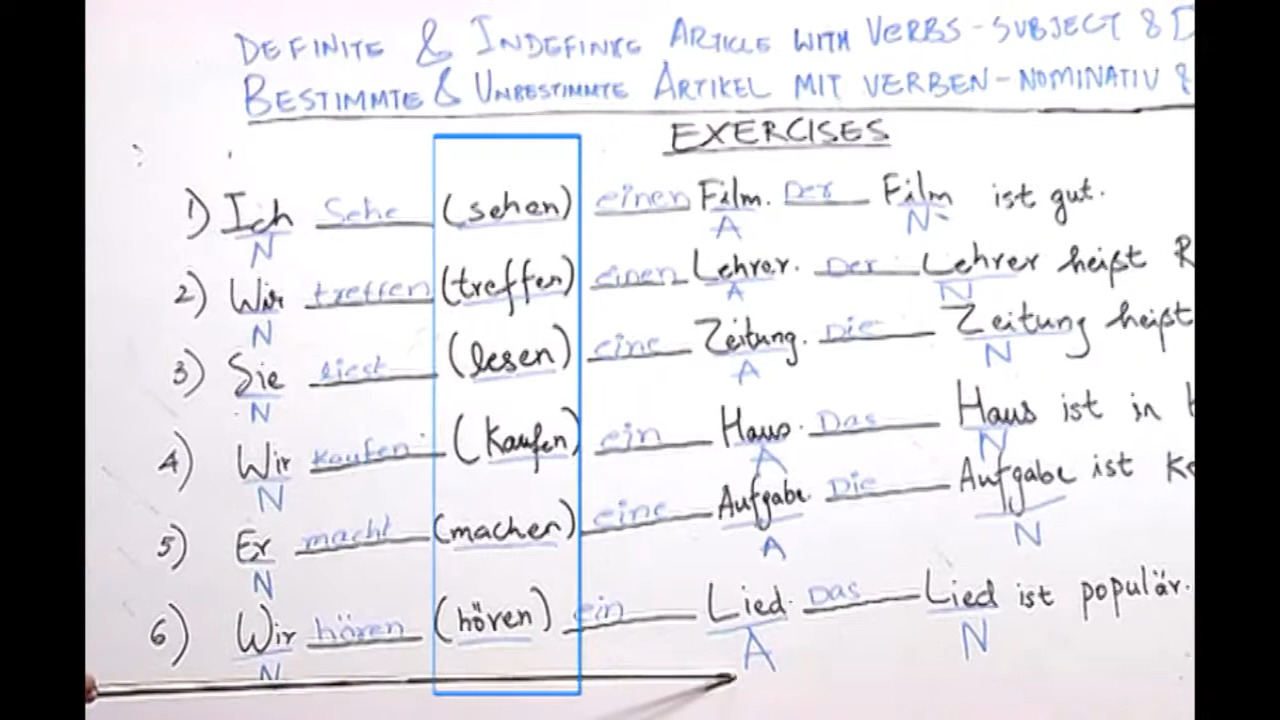 DEFINITE & INDEFINITE ARTICLE WITH VERBS - SUBJECT &
BESTIMMTE & UNBESTIMMTE ARTIKEL MIT VERBEN - NOMINATIV &
EXERCISES
1) Ich Sehe (sehen) einen Film. Der Film ist gut.
N A N
2) Wir treffen (treffen) einen Lehrer. Der Lehrer heißt R
N A N
3) Sie liest (lesen) eine Zeitung. Die Zeitung heißt
N A N
4) Wir kaufen (kaufen) ein Haus. Das Haus ist in
N A N
5) Er macht (machen) eine Aufgabe. Die Aufgabe ist
N A N
6) Wir hören (hören) ein Lied. Das Lied ist populär.
N A N